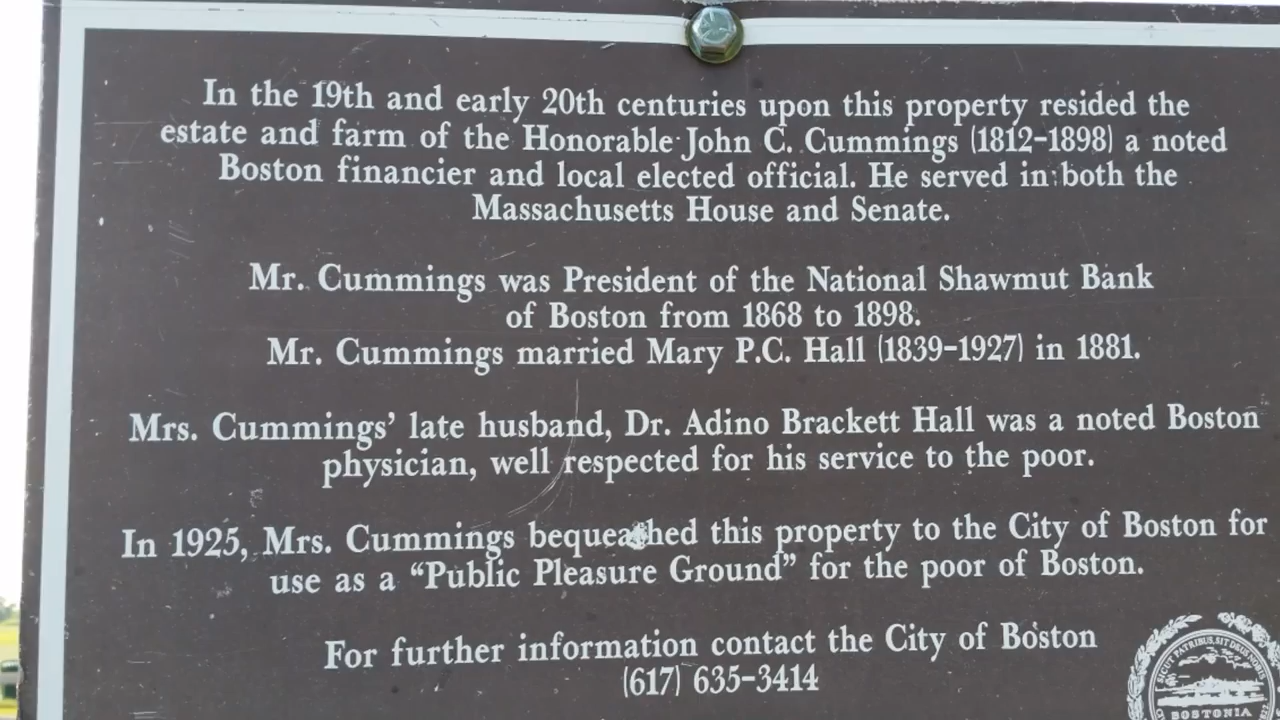 In the 19th and early 20th centuries upon this property resided the
estate and farm of the Honorable John C. Cummings (1812-1898) a noted
Boston financier and local elected official. He served in both the
Massachusetts House and Senate.
Mr. Cummings was President of the National Shawmut Bank
of Boston from 1868 to 1898.
Mr. Cummings married Mary P.C. Hall (1839-1927) in 1881.
Mrs. Cummings' late husband, Dr. Adino Brackett Hall was a noted Boston
physician, well respected for his service to the poor.
In 1925, Mrs. Cummings bequeathed this property to the City of Boston for
use as a “Public Pleasure Ground” for the poor of Boston.
For further information contact the City of Boston
(617) 635-3414
SICUT PATRIBUS, SIT DEUS NOBIS
BOSTONIA